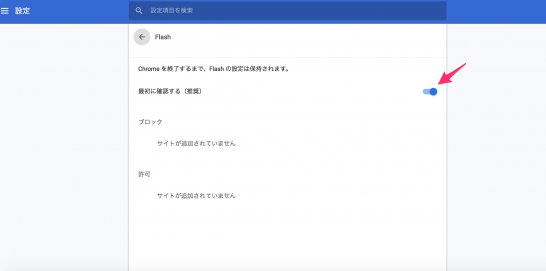 設定
設定項目を検索
Flash
Chrome を終了するまで、Flash の設定は保持されます。
最初に確認する（推奨）
ブロック
サイトが追加されていません
許可
サイトが追加されていません